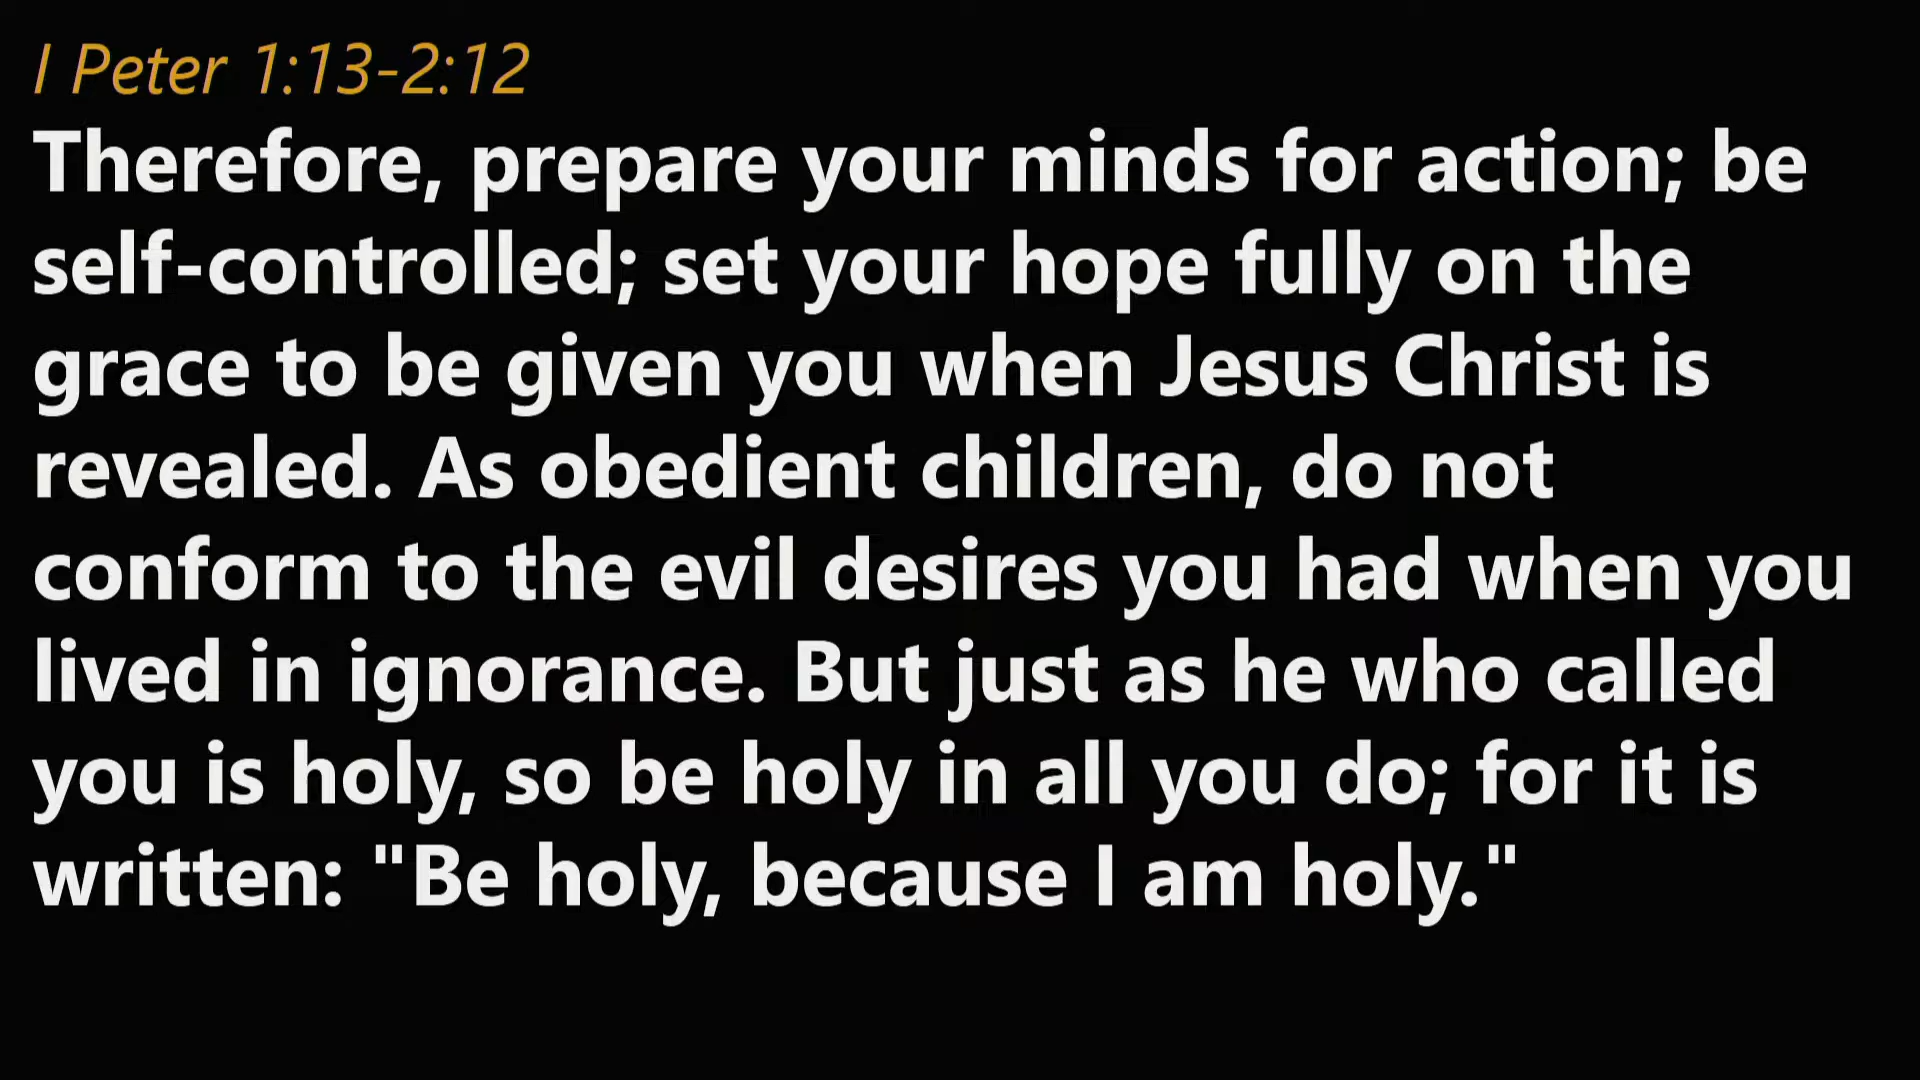 I Peter 1:13-2:12
Therefore, prepare your minds for action; be
self-controlled; set your hope fully on the
grace to be given you when Jesus Christ is
revealed. As obedient children, do not
conform to the evil desires you had when you
lived in ignorance. But just as he who called
you is holy, so be holy in all you do; for it is
written: "Be holy, because I am holy."